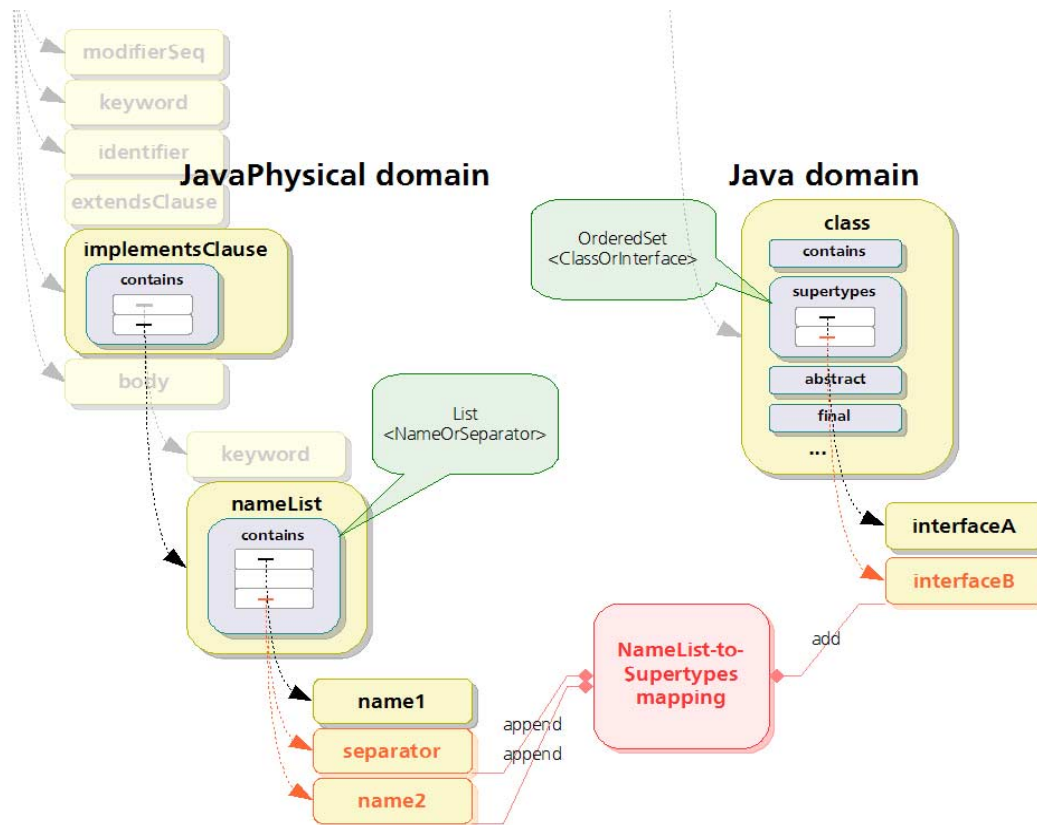 modifierSeq
keyword
identifier
JavaPhysical domain
extendsClause
implementsClause
contains
body
List
<NameOrSeparator>
keyword
nameList
contains
name1
separator
name2
append
append
NameList-to-
Supertypes
mapping
add
Java domain
class
OrderedSet
<ClassOrInterface>
contains
supertypes
abstract
final
...
interfaceA
interfaceB